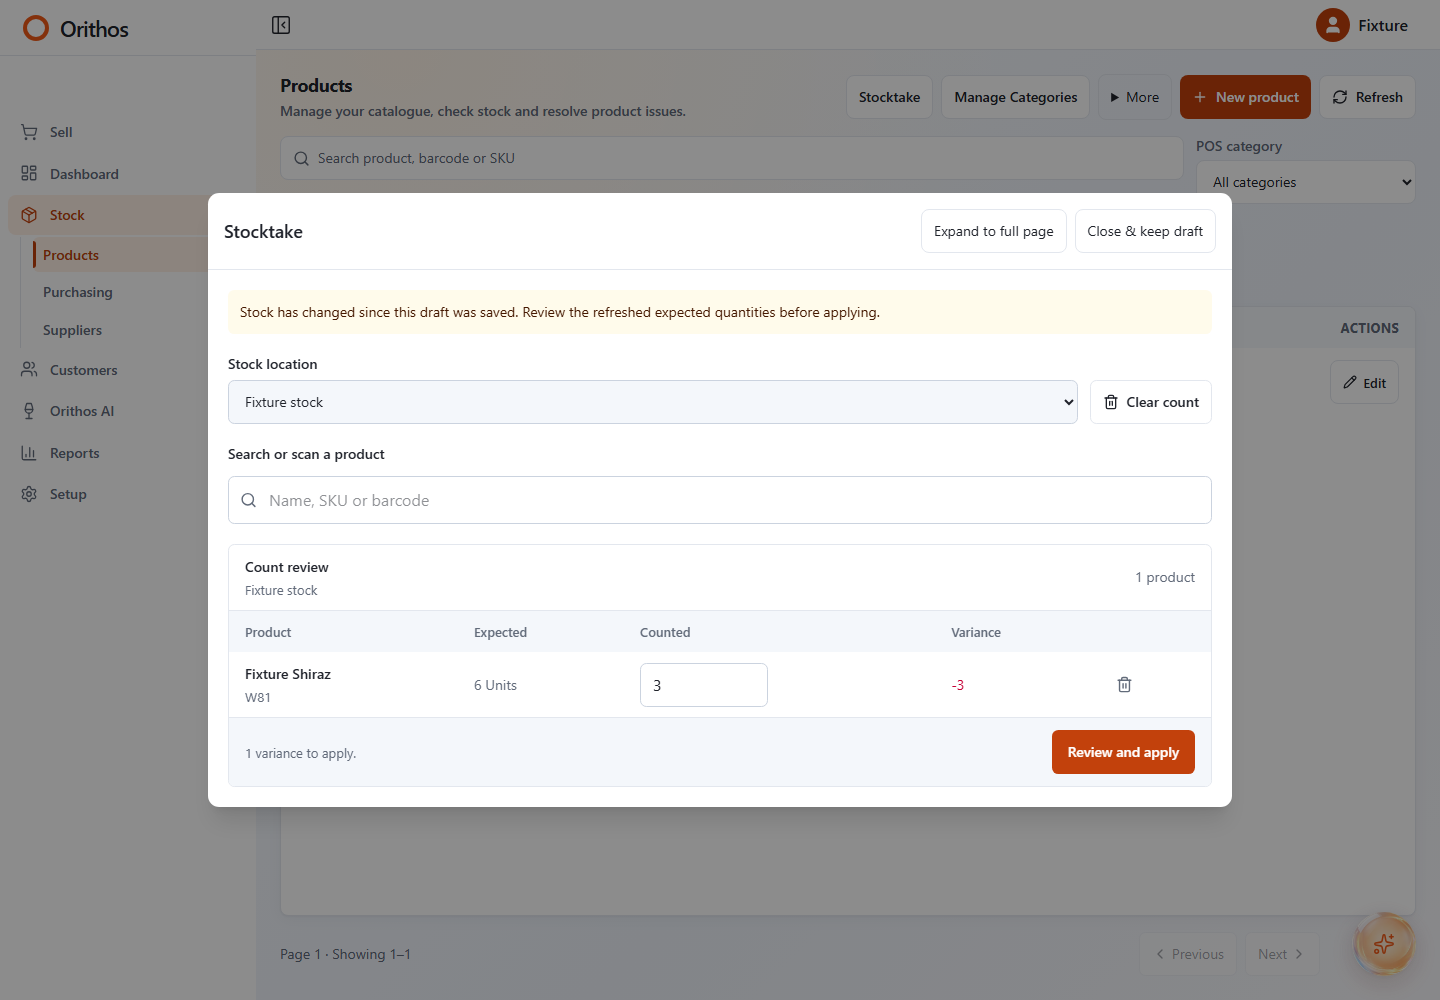 Orithos
Fixture
Sell
Dashboard
Stock
Products
Purchasing
Suppliers
Customers
Orithos AI
Reports
Setup
Products
Manage your catalogue, check stock and resolve product issues.
Stocktake
Manage Categories
More
New product
Refresh
Search product, barcode or SKU
POS category
All categories
Stocktake
Expand to full page
Close & keep draft
Stock has changed since this draft was saved. Review the refreshed expected quantities before applying.
Stock location
Fixture stock
Clear count
Search or scan a product
Name, SKU or barcode
Count review
Fixture stock
1 product
Product Expected Counted Variance
Fixture Shiraz
W81
6 Units
3
-3
1 variance to apply.
Review and apply
ACTIONS
Edit
Page 1 · Showing 1–1
Previous
Next